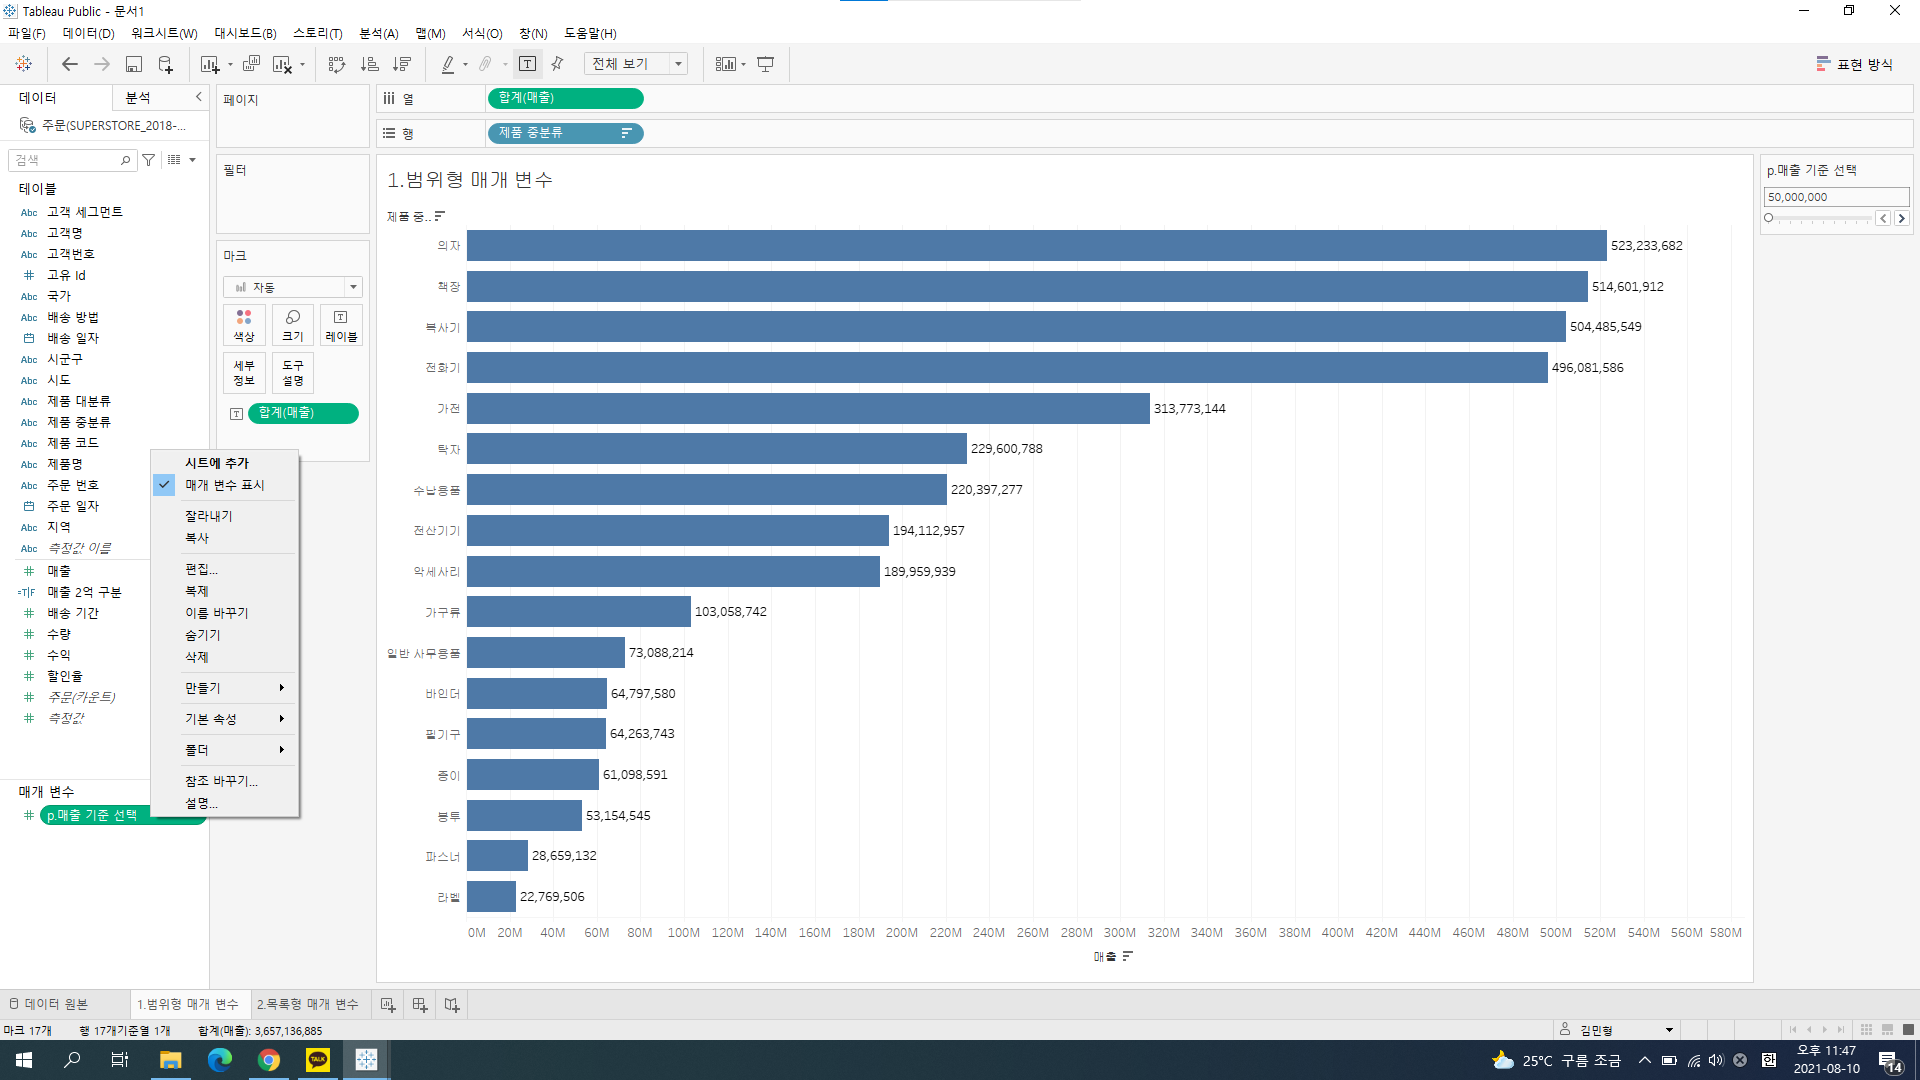 Tableau Public - 문서1
파일(F) 데이터(D) 워크시트(W) 대시보드(B) 스토리(T) 분석(A) 맵(M) 서식(O) 창(N) 도움말(H)
전체 보기
표현 방식
데이터 분석
주문(SUPERSTORE_2018-...
검색
테이블
Abc 고객 세그먼트
Abc 고객명
Abc 고객번호
# 고유 Id
Abc 국가
Abc 배송 방법
배송 일자
Abc 시군구
Abc 시도
Abc 제품 대분류
Abc 제품 중분류
Abc 제품 코드
Abc 제품명
Abc 주문 번호
주문 일자
Abc 지역
Abc 측정값 이름
# 매출
=T|F 매출 2억 구분
# 배송 기간
# 수량
# 수익
# 할인율
# 주문(카운트)
# 측정값
매개 변수
# p.매출 기준 선택
시트에 추가
매개 변수 표시
잘라내기
복사
편집...
복제
이름 바꾸기
숨기기
삭제
만들기
기본 속성
폴더
참조 바꾸기...
설명...
페이지
필터
마크
자동
색상 크기 레이블
세부 정보 도구 설명
합계(매출)
열 합계(매출)
행 제품 중분류
1.범위형 매개 변수
제품 중..
의자 523,233,682
책장 514,601,912
복사기 504,485,549
전화기 496,081,586
가전 313,773,144
탁자 229,600,788
수납용품 220,397,277
전산기기 194,112,957
악세사리 189,959,939
가구류 103,058,742
일반 사무용품 73,088,214
바인더 64,797,580
필기구 64,263,743
종이 61,098,591
봉투 53,154,545
파스너 28,659,132
라벨 22,769,506
0M 20M 40M 60M 80M 100M 120M 140M 160M 180M 200M 220M 240M 260M 280M 300M 320M 340M 360M 380M 400M 420M 440M 460M 480M 500M 520M 540M 560M 580M
매출
p.매출 기준 선택
50,000,000
데이터 원본 1.범위형 매개 변수 2.목록형 매개 변수
마크 17개 행 17개기준열 1개 합계(매출): 3,657,136,885
김민형
TALK
25°C 구름 조금
한
오후 11:47
2021-08-10
14